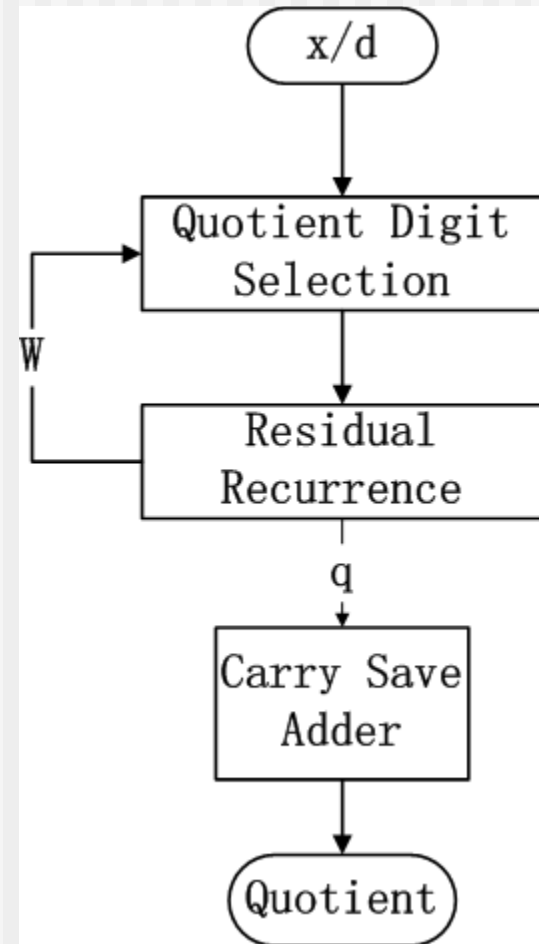 x/d
Quotient Digit
Selection
W
Residual
Recurrence
q
Carry Save
Adder
Quotient